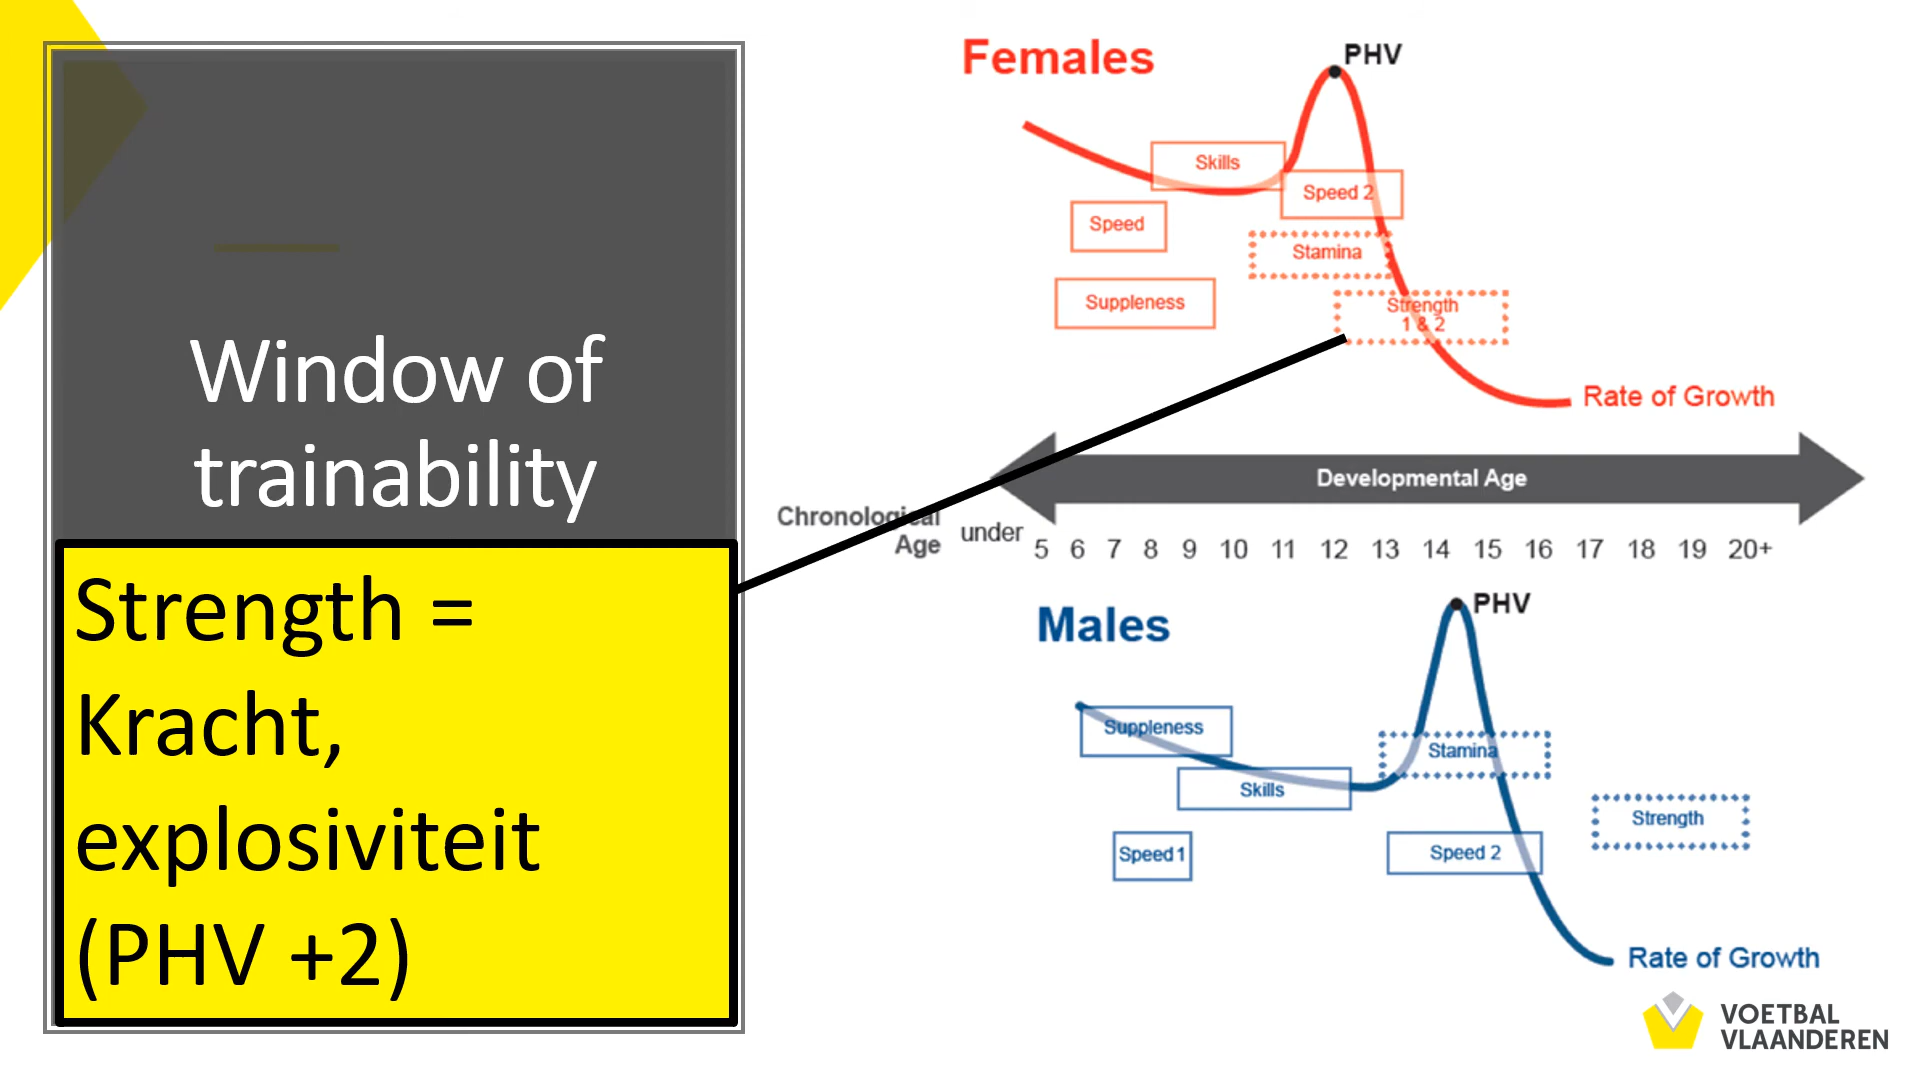 Window of
trainability
Strength =
Kracht,
explosiviteit
(PHV +2)
Females
PHV
Skills
Speed 2
Speed
Stamina
Suppleness
Strength
1 & 2
Rate of Growth
Developmental Age
Chronological
Age
under
5 6 7 8 9 10 11 12 13 14 15 16 17 18 19 20+
Males
PHV
Suppleness
Stamina
Skills
Strength
Speed 1
Speed 2
Rate of Growth
VOETBAL
VLAANDEREN